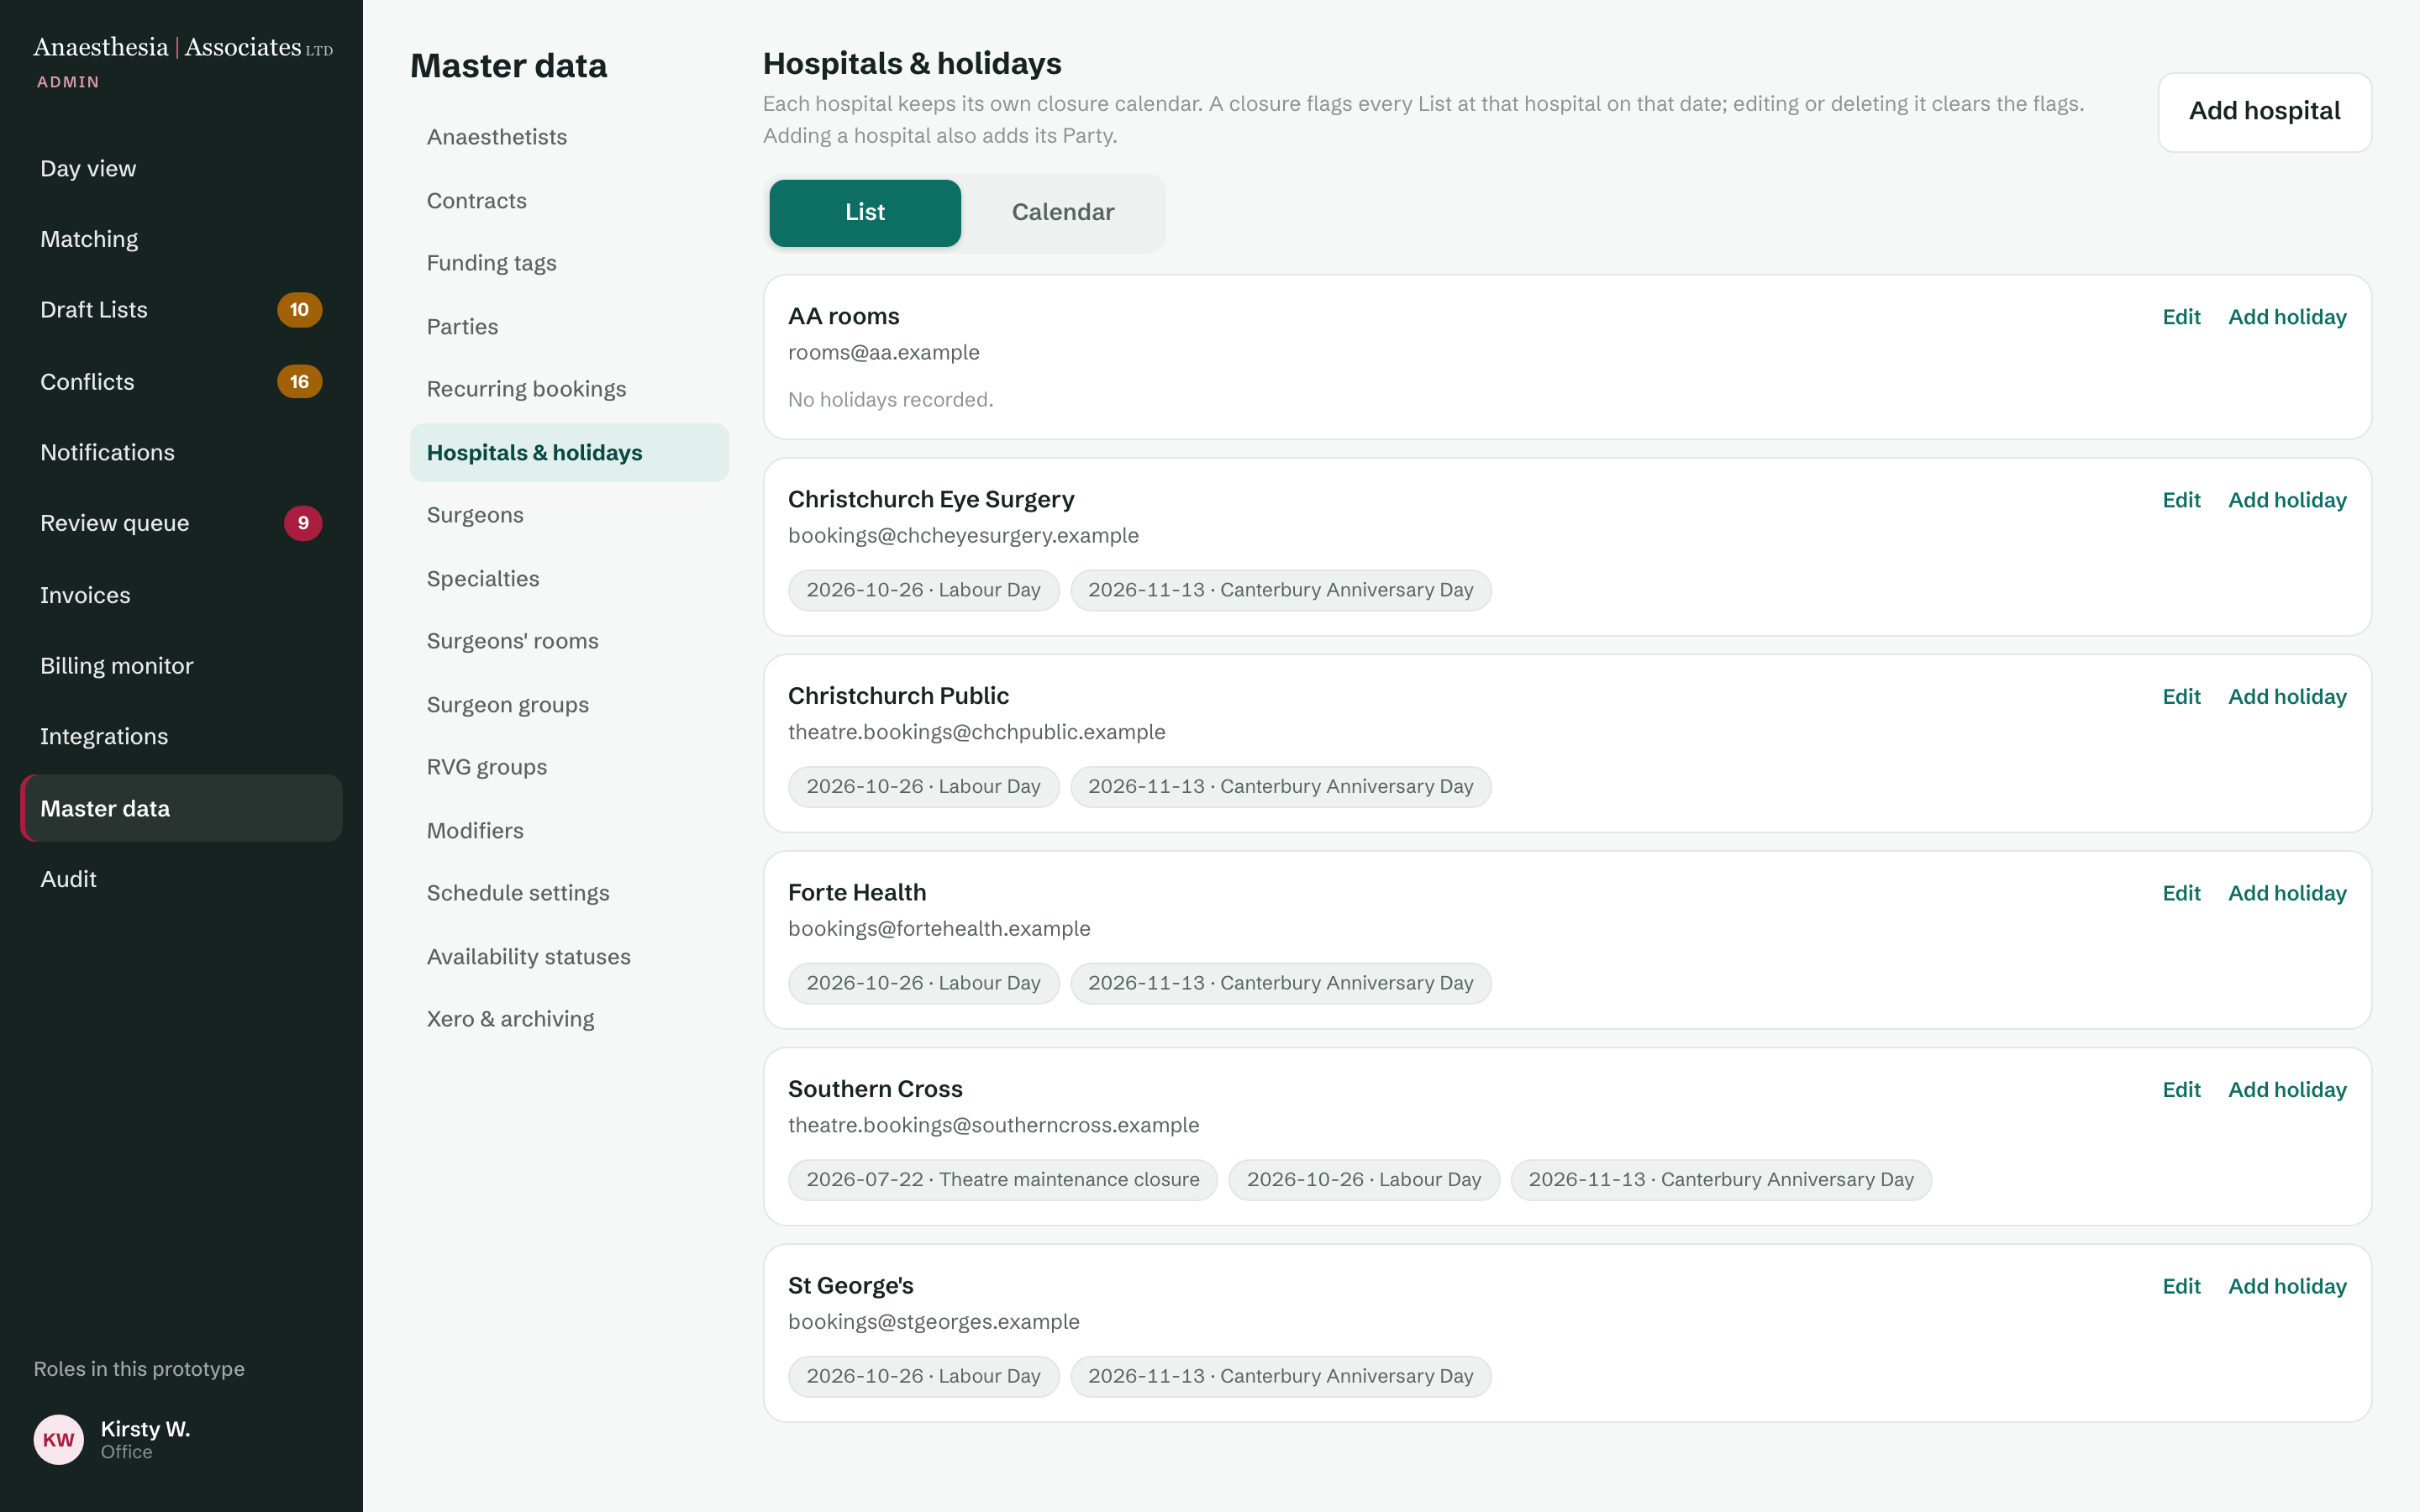 Anaesthesia | Associates LTD
ADMIN
Day view
Matching
Draft Lists 10
Conflicts 16
Notifications
Review queue 9
Invoices
Billing monitor
Integrations
Master data
Audit
Roles in this prototype
KW
Kirsty W.
Office
Master data
Anaesthetists
Contracts
Funding tags
Parties
Recurring bookings
Hospitals & holidays
Surgeons
Specialties
Surgeons' rooms
Surgeon groups
RVG groups
Modifiers
Schedule settings
Availability statuses
Xero & archiving
Hospitals & holidays
Each hospital keeps its own closure calendar. A closure flags every List at that hospital on that date; editing or deleting it clears the flags.
Adding a hospital also adds its Party.
Add hospital
List Calendar
AA rooms Edit Add holiday
rooms@aa.example
No holidays recorded.
Christchurch Eye Surgery Edit Add holiday
bookings@chcheyesurgery.example
2026-10-26 · Labour Day 2026-11-13 · Canterbury Anniversary Day
Christchurch Public Edit Add holiday
theatre.bookings@chchpublic.example
2026-10-26 · Labour Day 2026-11-13 · Canterbury Anniversary Day
Forte Health Edit Add holiday
bookings@fortehealth.example
2026-10-26 · Labour Day 2026-11-13 · Canterbury Anniversary Day
Southern Cross Edit Add holiday
theatre.bookings@southerncross.example
2026-07-22 · Theatre maintenance closure 2026-10-26 · Labour Day 2026-11-13 · Canterbury Anniversary Day
St George's Edit Add holiday
bookings@stgeorges.example
2026-10-26 · Labour Day 2026-11-13 · Canterbury Anniversary Day